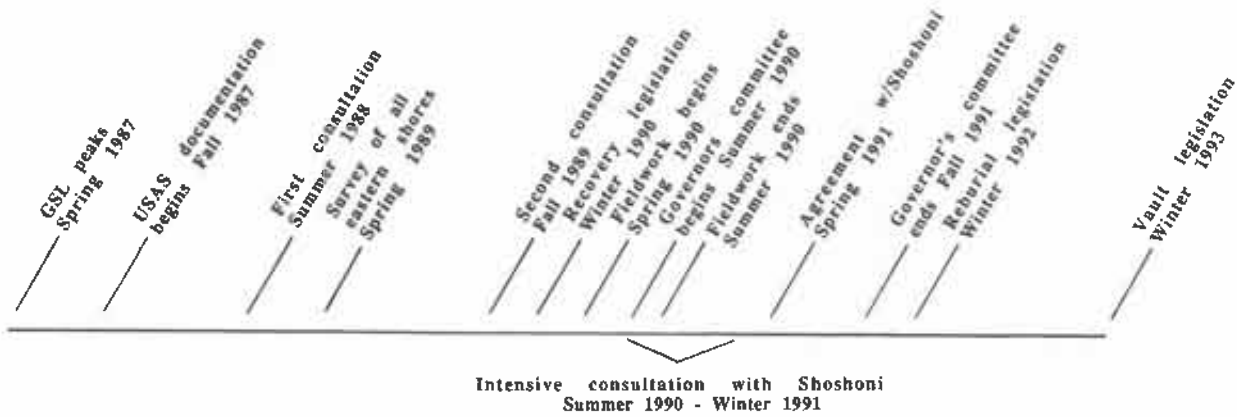 GSL peaks
Spring 1987
USAS documentation
begins Fall 1987
First consultation
Summer 1988
Survey of all
eastern shores
Spring 1989
Second consultation
Fall 1989
Recovery legislation
Winter 1990
Fieldwork begins
Spring 1990
Governors committee
begins Summer 1990
Fieldwork ends
Summer 1990
Agreement w/Shoshoni
Spring 1991
Governor's committee
ends Fall 1991
Reburial legislation
Winter 1992
Vault legislation
Winter 1993
Intensive consultation with Shoshoni
Summer 1990 - Winter 1991